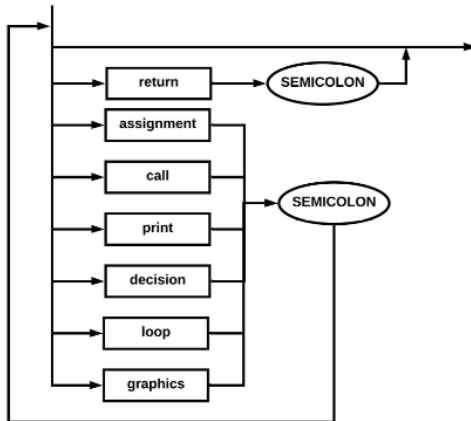 return
SEMICOLON
assignment
call
SEMICOLON
print
decision
loop
graphics